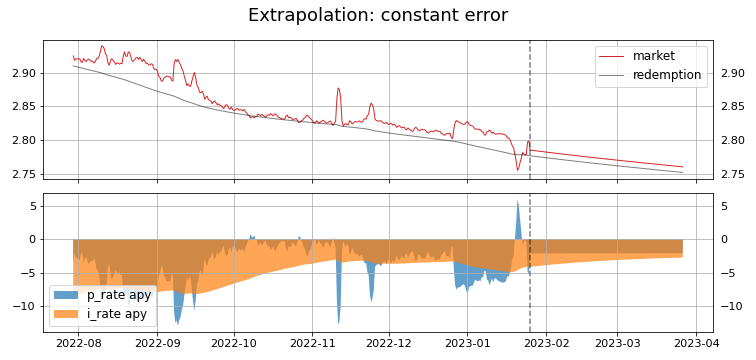 Extrapolation: constant error
market
redemption
2.90 2.90
2.85 2.85
2.80 2.80
2.75 2.75
5 5
0 0
−5 −5
−10 −10
p_rate apy
i_rate apy
2022-08 2022-09 2022-10 2022-11 2022-12 2023-01 2023-02 2023-03 2023-04